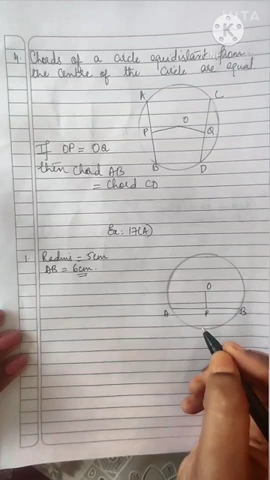 4. Chords of a circle equidistant from
the centre of the circle are equal
A C
O
P Q
B D
If OP = OQ
then chord AB
= chord CD
Ex: 17(A)
1. Radius = 5cm
AB = 6cm
O
A P B